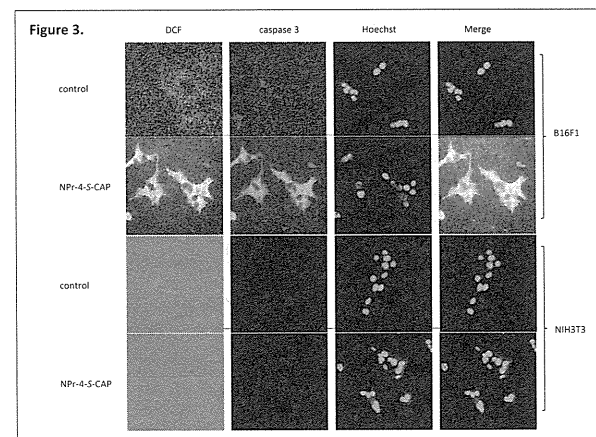 Figure 3.
DCF caspase 3 Hoechst Merge
control
B16F1
NPr-4-S-CAP
control
NIH3T3
NPr-4-S-CAP